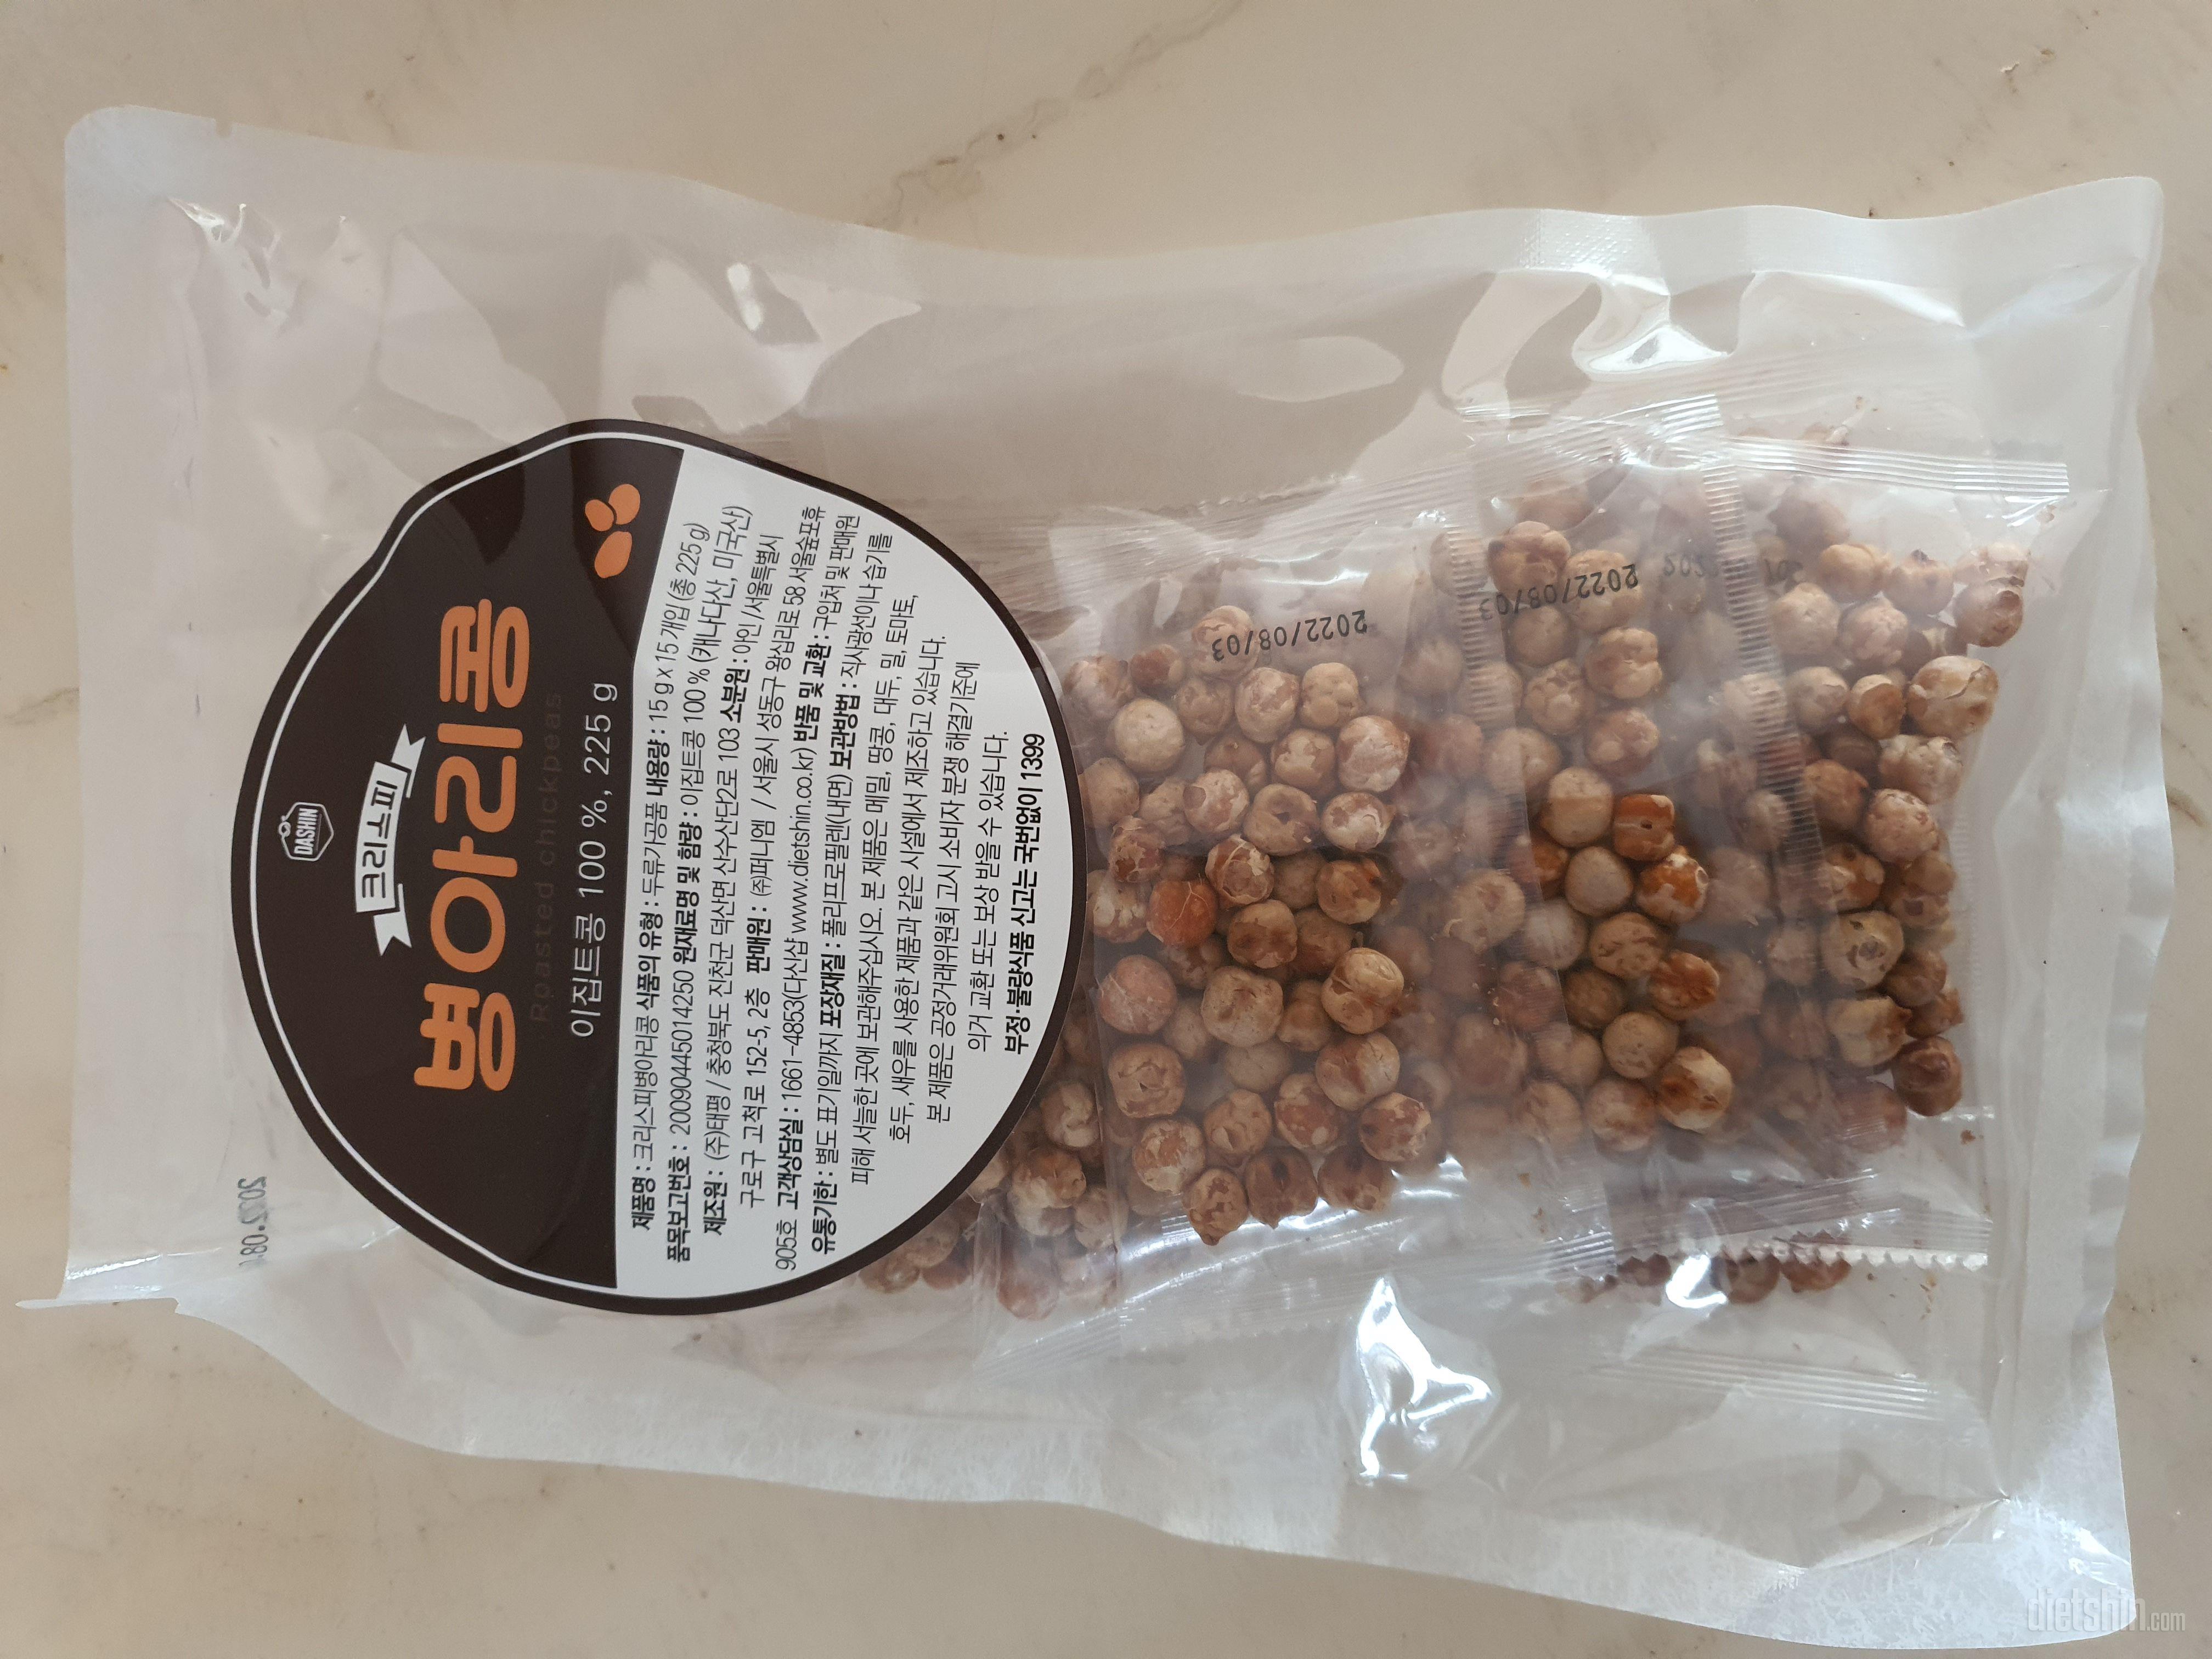 DASHIN
크리스피
병아리콩
Roasted chickpeas
이집트콩 100 %, 225 g
제품명 : 크리스피병아리콩 식품의 유형 : 두류가공품 내용량 : 15 g x 15 개입 (총 225 g)
품목보고번호 : 20090445014250 원재료명 및 함량 : 이집트콩 100 % (캐나다산, 미국산)
제조원 : (주)태평 / 충청북도 진천군 덕산면 산수산단2로 103 소분원 : 아인 / 서울특별시
구로구 고척로 152-5, 2층 판매원 : (주)퍼니엠 / 서울시 성동구 왕십리로 58 서울숲포휴
905호 고객상담실 : 1661-4853(다신샵 www.dietshin.co.kr) 반품 및 교환 : 구입처 및 판매원
유통기한 : 별도 표기일까지 포장재질 : 폴리프로필렌(내면) 보관방법 : 직사광선이나 습기를
피해 서늘한 곳에 보관해주십시오. 본 제품은 메밀, 땅콩, 대두, 밀, 토마토,
호두, 새우를 사용한 제품과 같은 시설에서 제조하고 있습니다.
본 제품은 공정거래위원회 고시 소비자 분쟁 해결기준에
의거 교환 또는 보상 받을 수 있습니다.
부정·불량식품 신고는 국번없이 1399
2022/08/03
2022/08/03
dietshin.com